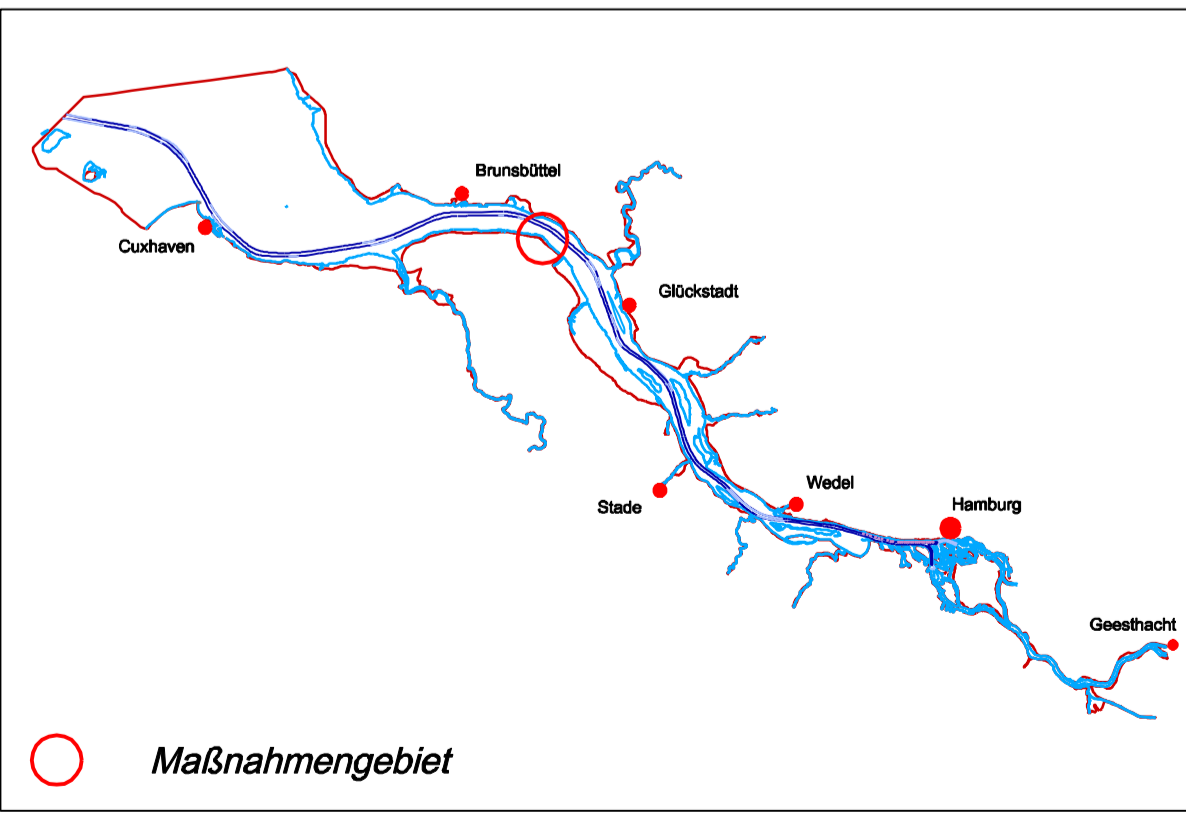 Brunsbüttel
Cuxhaven
Glückstadt
Wedel
Stade
Hamburg
Geesthacht
Maßnahmengebiet